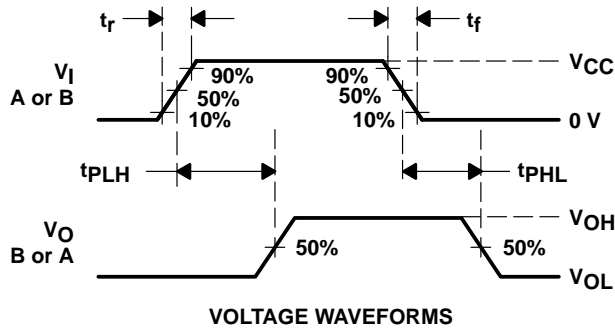 tr
tf
VI
A or B
90%
50%
10%
90%
50%
10%
VCC
0 V
tPLH
tPHL
VO
B or A
50%
50%
VOH
VOL
VOLTAGE WAVEFORMS